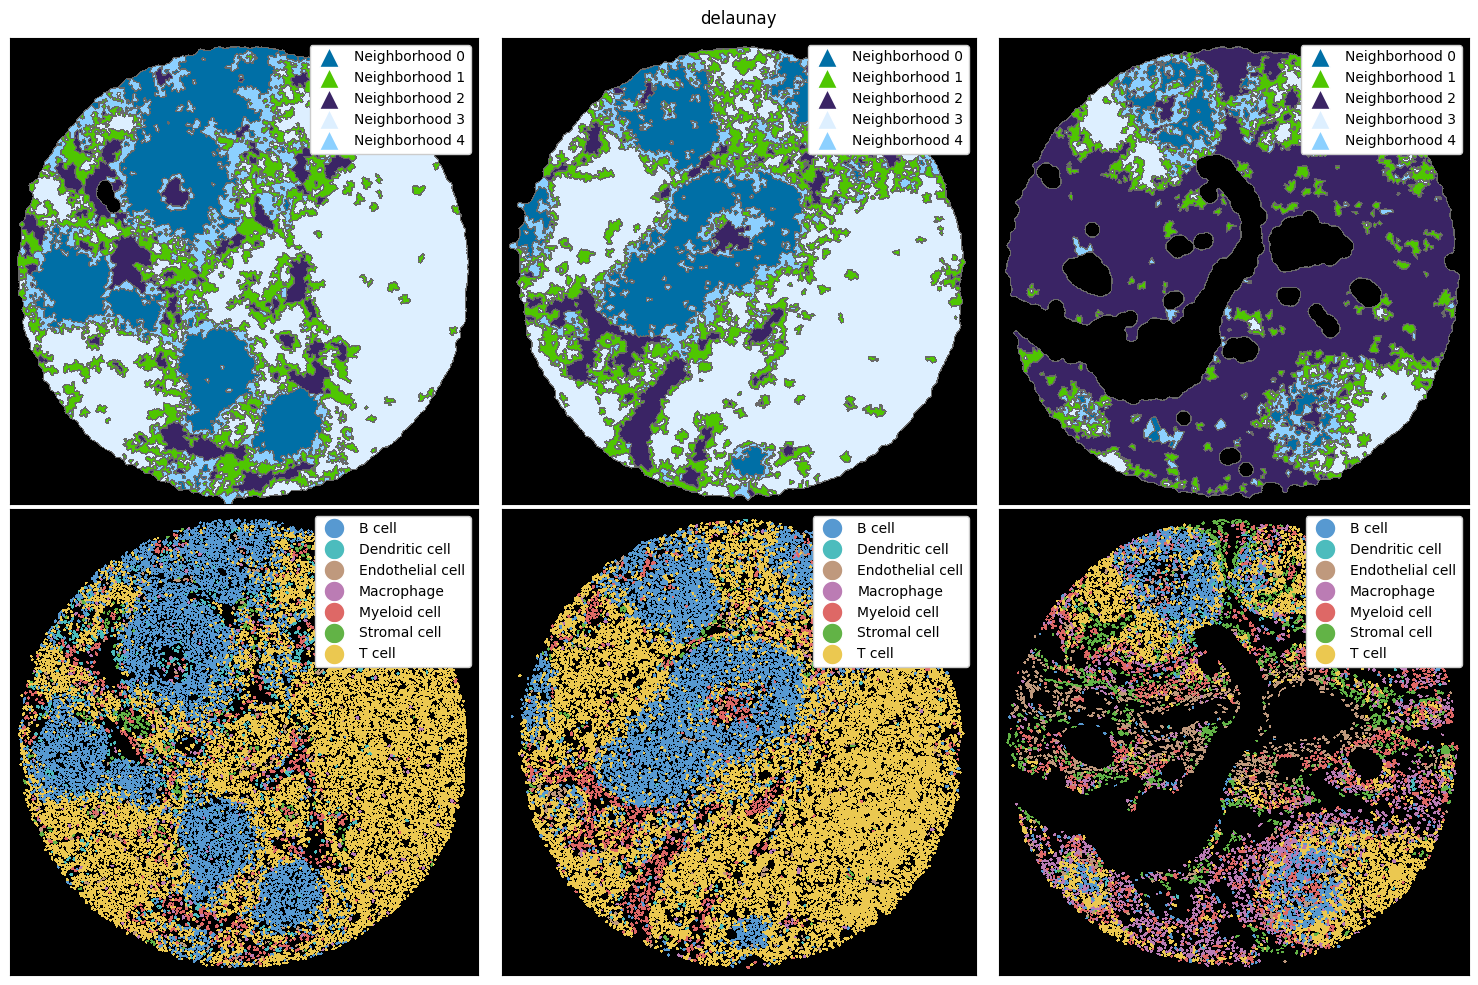 delaunay
Neighborhood 0
Neighborhood 1
Neighborhood 2
Neighborhood 3
Neighborhood 4
Neighborhood 0
Neighborhood 1
Neighborhood 2
Neighborhood 3
Neighborhood 4
Neighborhood 0
Neighborhood 1
Neighborhood 2
Neighborhood 3
Neighborhood 4
B cell
Dendritic cell
Endothelial cell
Macrophage
Myeloid cell
Stromal cell
T cell
B cell
Dendritic cell
Endothelial cell
Macrophage
Myeloid cell
Stromal cell
T cell
B cell
Dendritic cell
Endothelial cell
Macrophage
Myeloid cell
Stromal cell
T cell